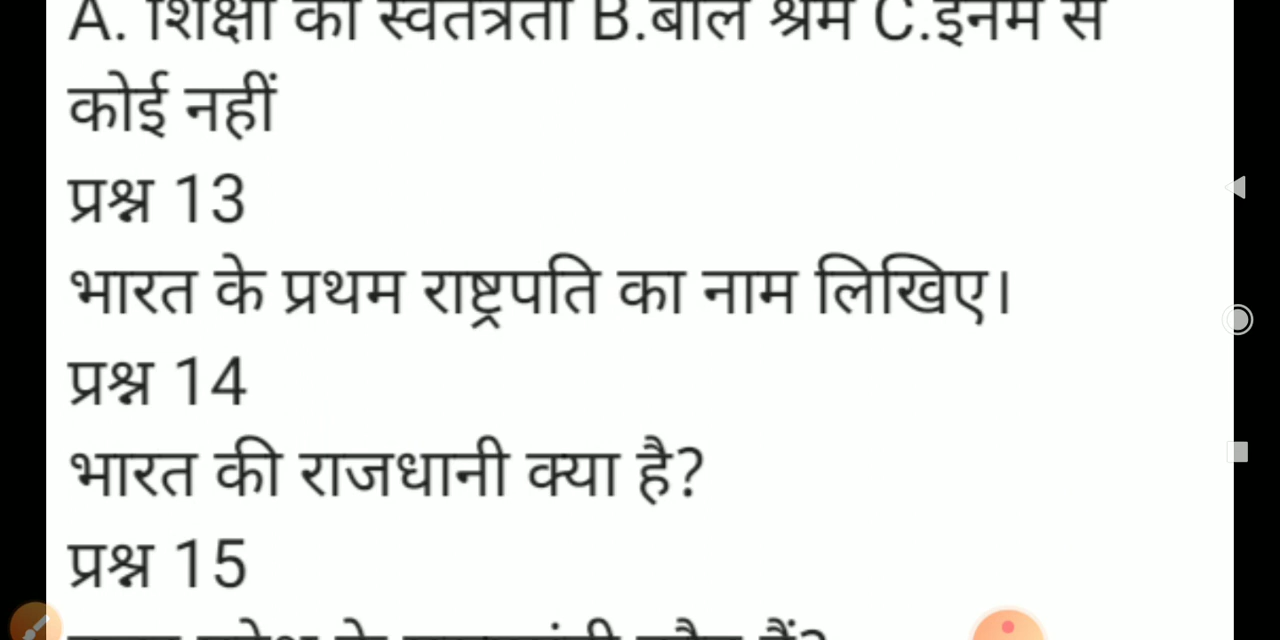 A. शिक्षा की स्वतंत्रता B.बाल श्रम C.इनमें से
कोई नहीं
प्रश्न 13
भारत के प्रथम राष्ट्रपति का नाम लिखिए।
प्रश्न 14
भारत की राजधानी क्या है?
प्रश्न 15